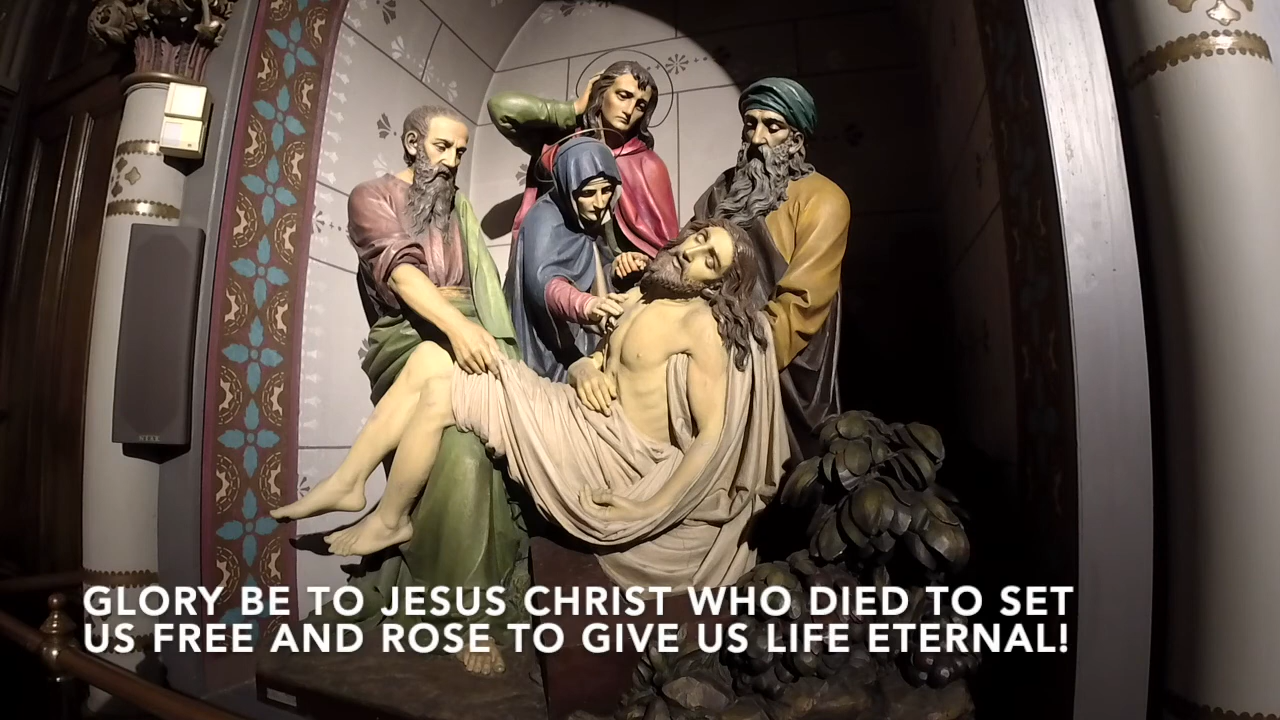 GLORY BE TO JESUS CHRIST WHO DIED TO SET
US FREE AND ROSE TO GIVE US LIFE ETERNAL!